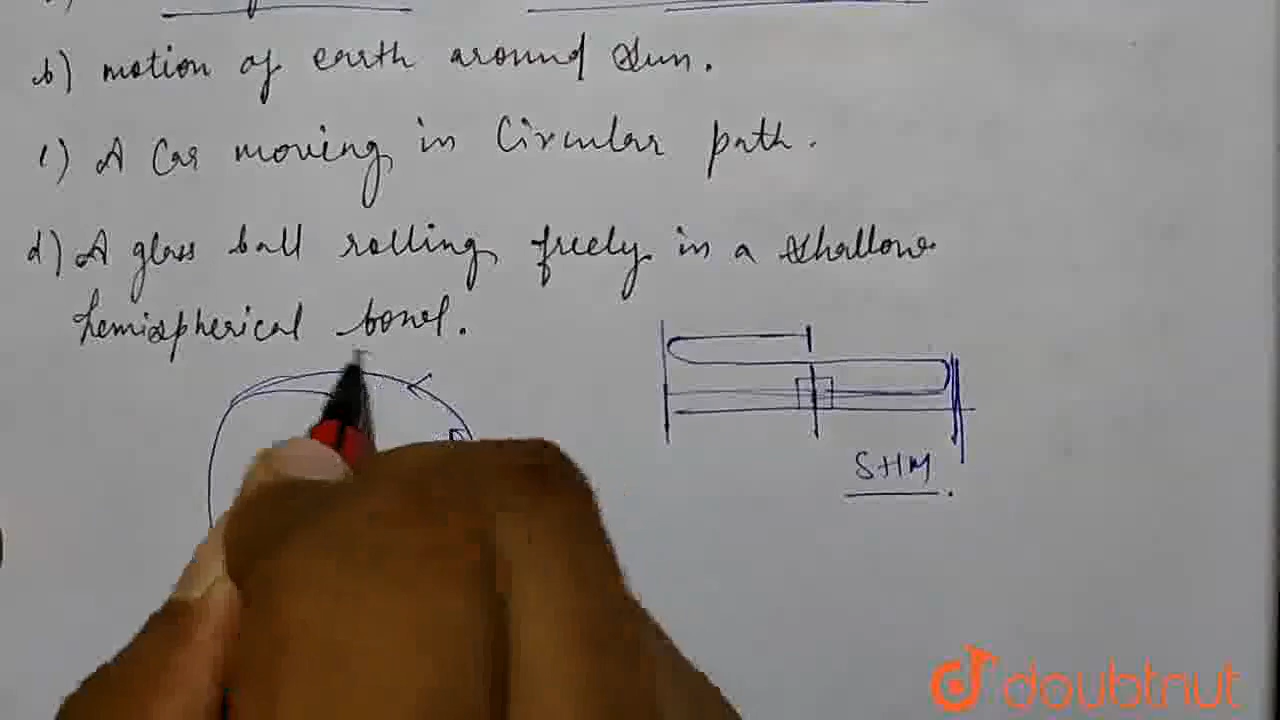 b) motion of earth around Sun.
c) A Car moving in Circular path.
d) A glass ball rolling freely in a shallow
hemispherical bowl.
SHM.
doubtnut